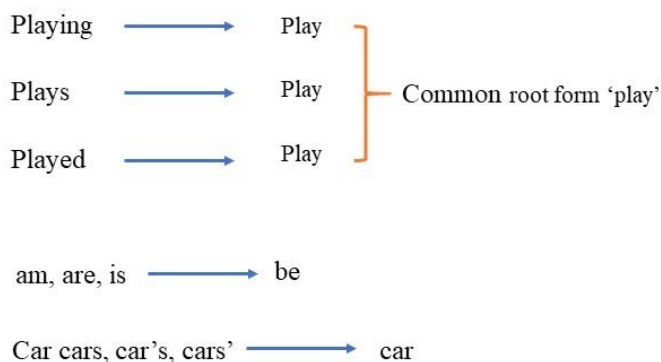 Playing Play
Plays Play Common root form ‘play’
Played Play
am, are, is be
Car cars, car’s, cars’ car